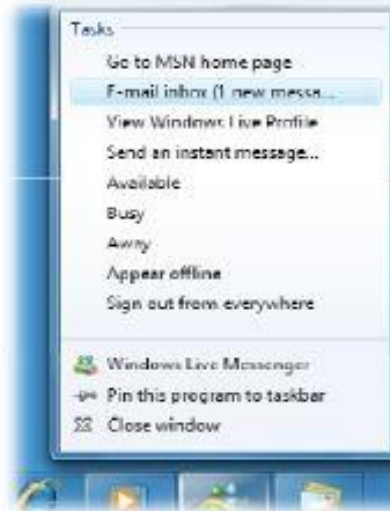 Tasks
Go to MSN home page
E-mail inbox (1 new messa...
View Windows Live Profile
Send an instant message...
Available
Busy
Away
Appear offline
Sign out from everywhere
Windows Live Messenger
Pin this program to taskbar
Close window